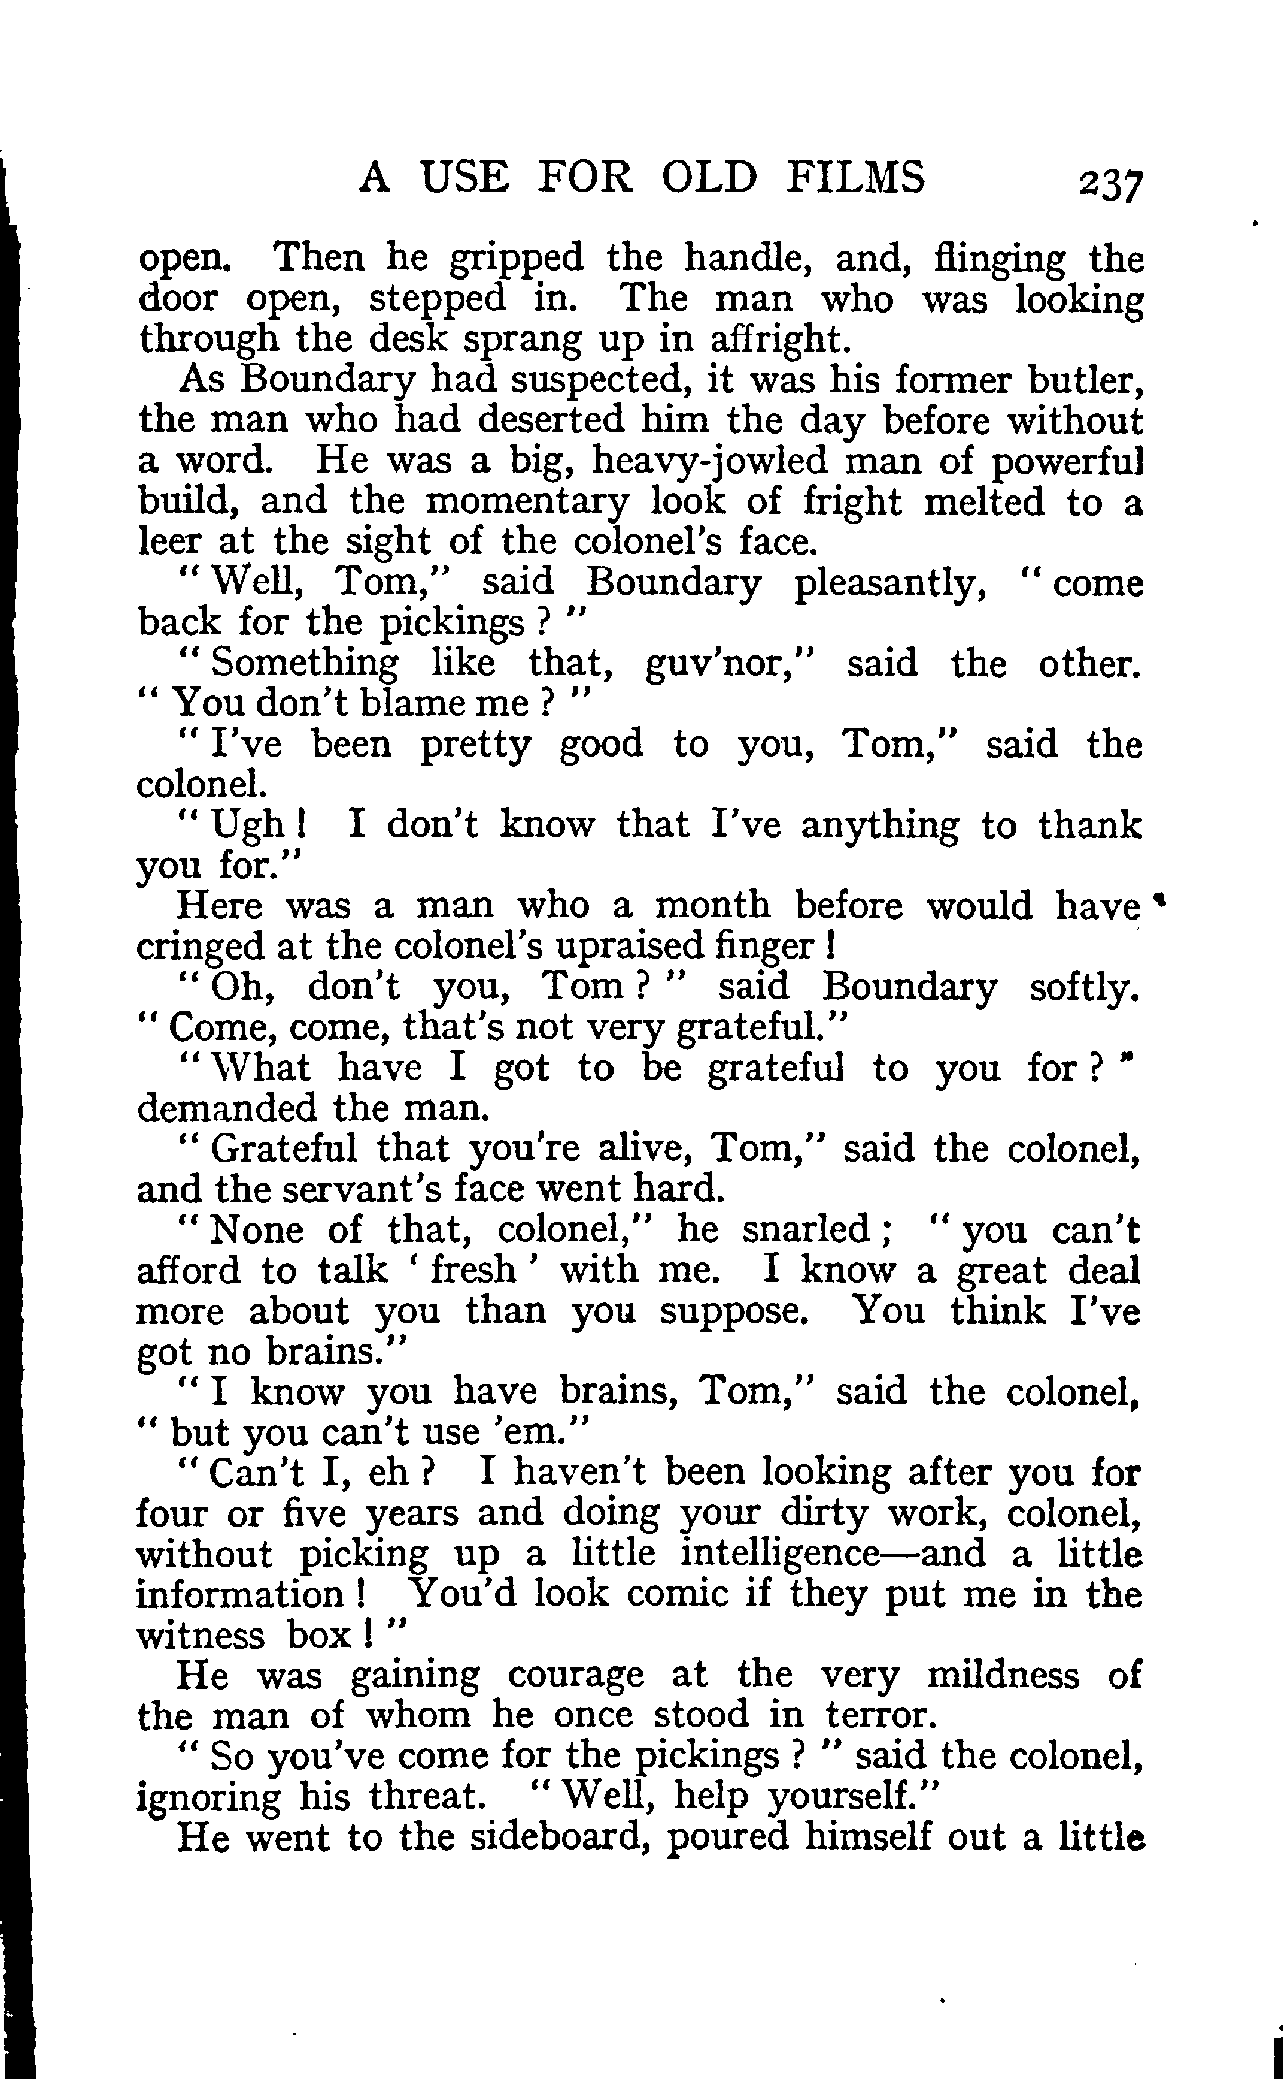 A USE FOR OLD FILMS 237
open. Then he gripped the handle, and, flinging the
door open, stepped in. The man who was looking
through the desk sprang up in affright.
As Boundary had suspected, it was his former butler,
the man who had deserted him the day before without
a word. He was a big, heavy-jowled man of powerful
build, and the momentary look of fright melted to a
leer at the sight of the colonel's face.
" Well, Tom," said Boundary pleasantly, " come
back for the pickings ? "
" Something like that, guv'nor," said the other.
" You don't blame me ? "
" I've been pretty good to you, Tom," said the
colonel.
" Ugh ! I don't know that I've anything to thank
you for."
Here was a man who a month before would have
cringed at the colonel's upraised finger !
" Oh, don't you, Tom ? " said Boundary softly.
" Come, come, that's not very grateful."
" What have I got to be grateful to you for ? "
demanded the man.
" Grateful that you're alive, Tom," said the colonel,
and the servant's face went hard.
" None of that, colonel," he snarled ; " you can't
afford to talk ' fresh ' with me. I know a great deal
more about you than you suppose. You think I've
got no brains."
" I know you have brains, Tom," said the colonel,
" but you can't use 'em."
" Can't I, eh ? I haven't been looking after you for
four or five years and doing your dirty work, colonel,
without picking up a little intelligence—and a little
information ! You'd look comic if they put me in the
witness box ! "
He was gaining courage at the very mildness of
the man of whom he once stood in terror.
" So you've come for the pickings ? " said the colonel,
ignoring his threat. " Well, help yourself."
He went to the sideboard, poured himself out a little